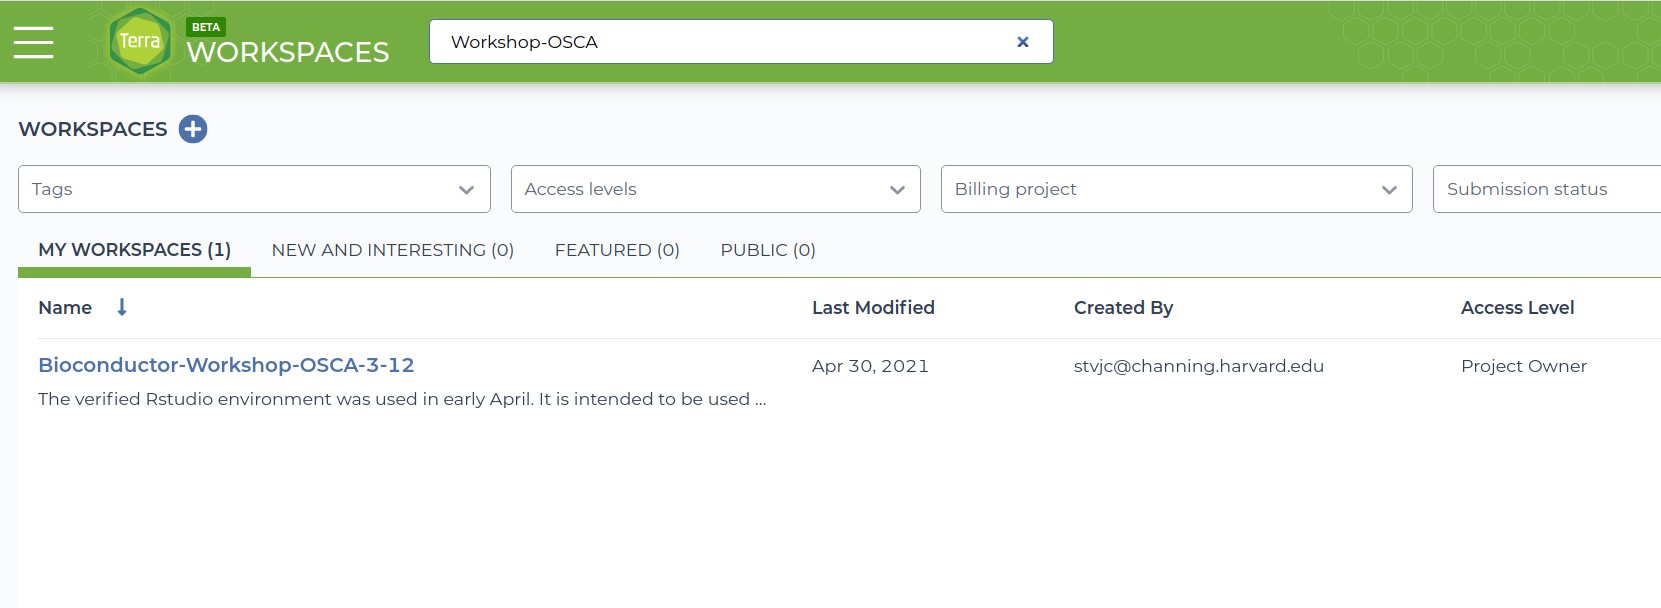 Terra
BETA
WORKSPACES
Workshop-OSCA
WORKSPACES
Tags
Access levels
Billing project
Submission status
MY WORKSPACES (1)
NEW AND INTERESTING (0)
FEATURED (0)
PUBLIC (0)
Name
Last Modified
Created By
Access Level
Bioconductor-Workshop-OSCA-3-12
Apr 30, 2021
stvjc@channing.harvard.edu
Project Owner
The verified Rstudio environment was used in early April. It is intended to be used ...